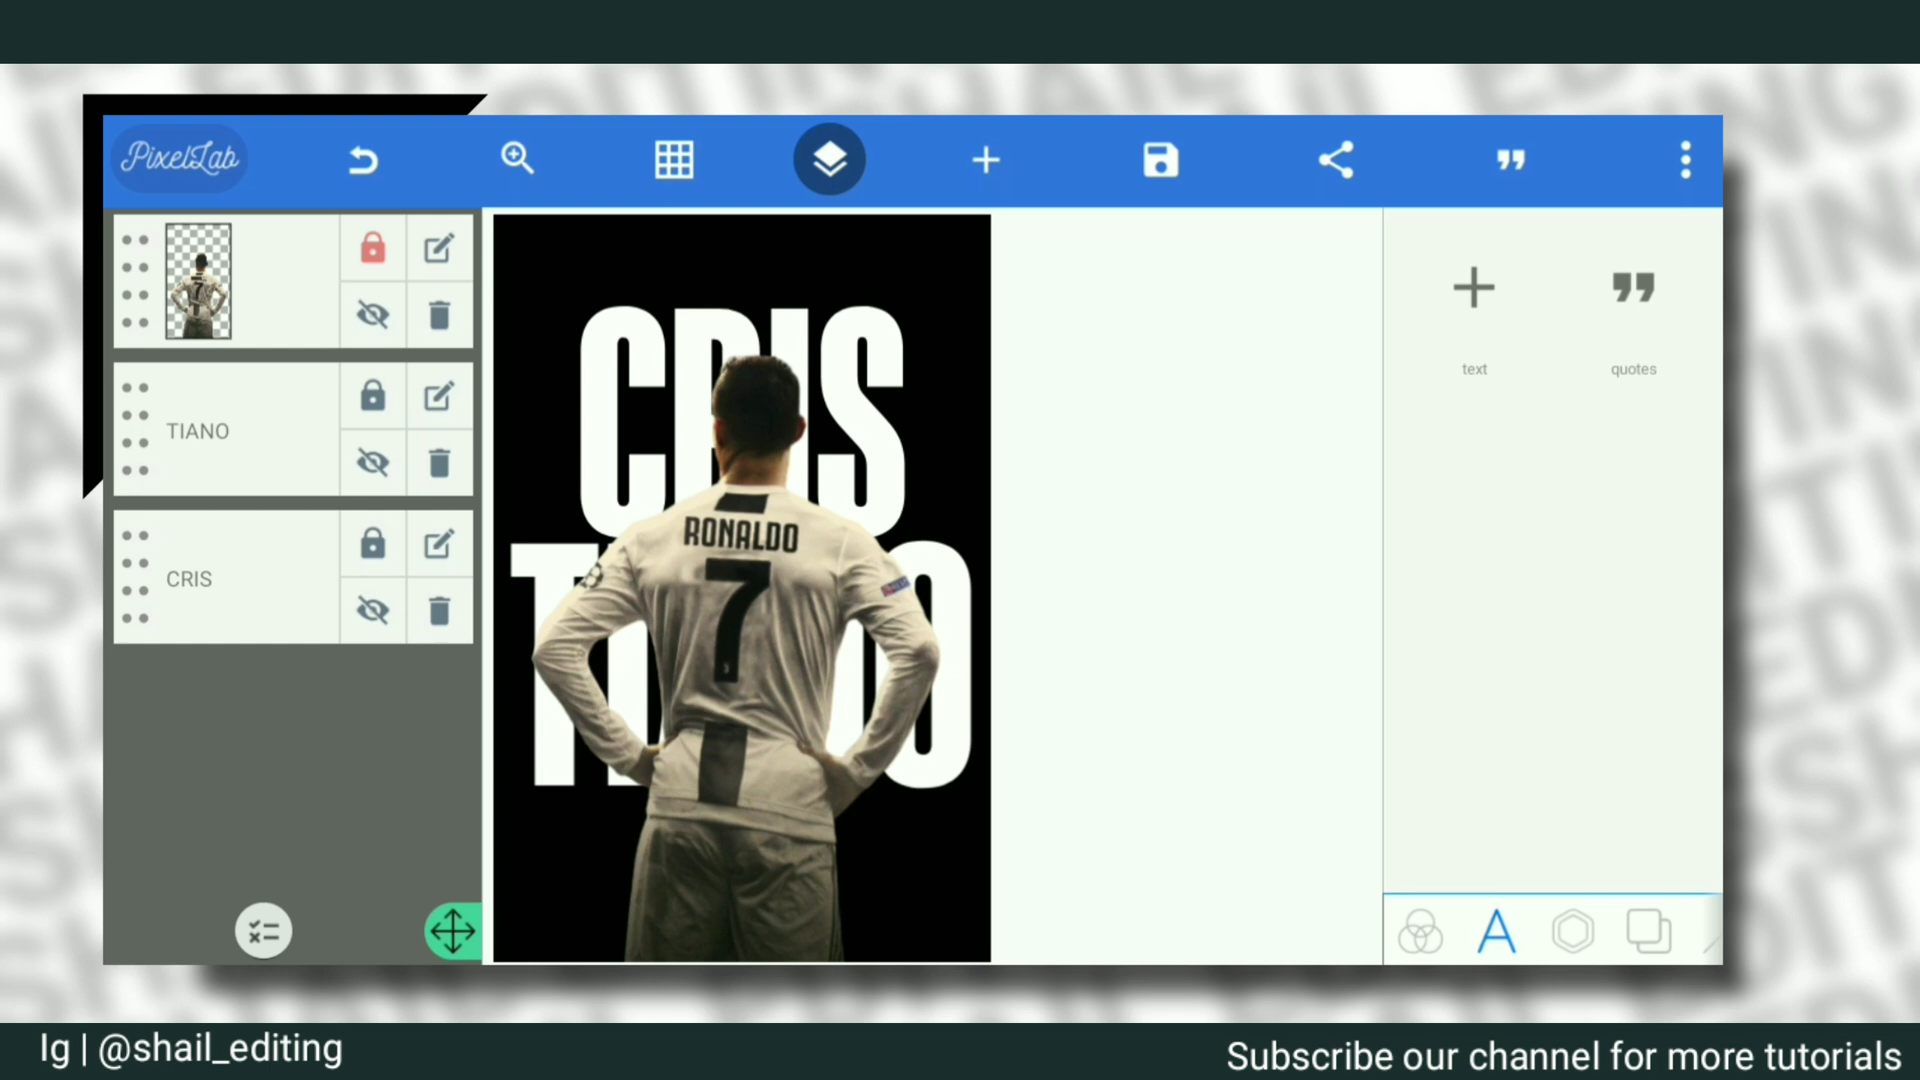 PixelLab
TIANO
CRIS
CRIS
RONALDO
7
text
quotes
Ig | @shail_editing
Subscribe our channel for more tutorials